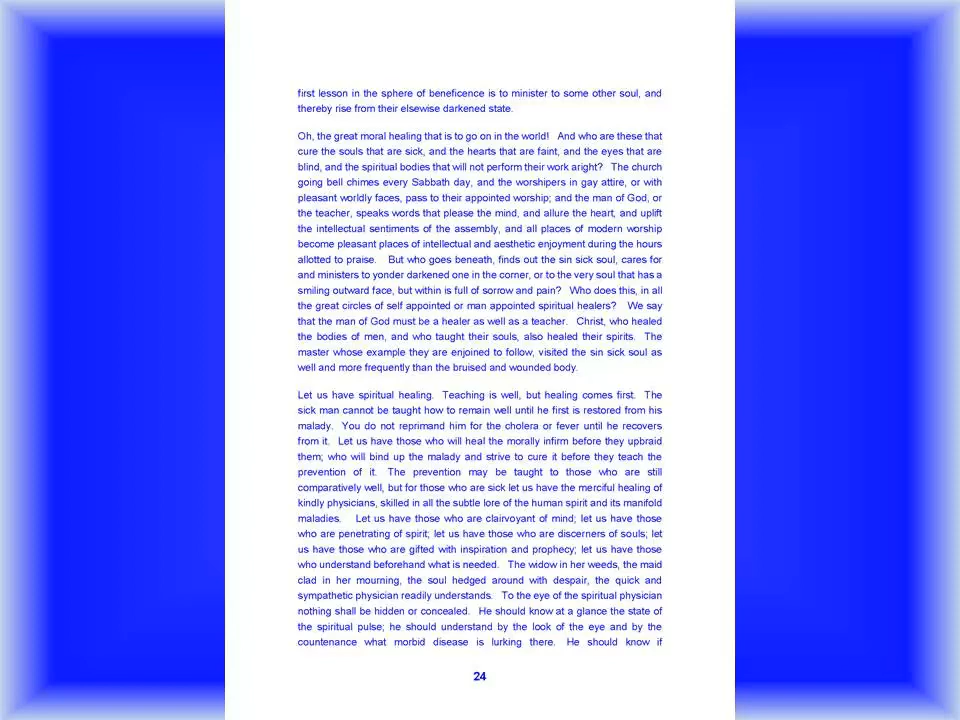 first lesson in the sphere of beneficence is to minister to some other soul, and
thereby rise from their elsewise darkened state.
Oh, the great moral healing that is to go on in the world! And who are these that
cure the souls that are sick, and the hearts that are faint, and the eyes that are
blind, and the spiritual bodies that will not perform their work aright? The church
going bell chimes every Sabbath day, and the worshipers in gay attire, or with
pleasant worldly faces, pass to their appointed worship; and the man of God, or
the teacher, speaks words that please the mind, and allure the heart, and uplift
the intellectual sentiments of the assembly, and all places of modern worship
become pleasant places of intellectual and aesthetic enjoyment during the hours
allotted to praise. But who goes beneath, finds out the sin sick soul, cares for
and ministers to yonder darkened one in the corner, or to the very soul that has a
smiling outward face, but within is full of sorrow and pain? Who does this, in all
the great circles of self appointed or man appointed spiritual healers? We say
that the man of God must be a healer as well as a teacher. Christ, who healed
the bodies of men, and who taught their souls, also healed their spirits. The
master whose example they are enjoined to follow, visited the sin sick soul as
well and more frequently than the bruised and wounded body.
Let us have spiritual healing. Teaching is well, but healing comes first. The
sick man cannot be taught how to remain well until he first is restored from his
malady. You do not reprimand him for the cholera or fever until he recovers
from it. Let us have those who will heal the morally infirm before they upbraid
them; who will bind up the malady and strive to cure it before they teach the
prevention of it. The prevention may be taught to those who are still
comparatively well, but for those who are sick let us have the merciful healing of
kindly physicians, skilled in all the subtle lore of the human spirit and its manifold
maladies. Let us have those who are clairvoyant of mind; let us have those
who are penetrating of spirit; let us have those who are discerners of souls; let
us have those who are gifted with inspiration and prophecy; let us have those
who understand beforehand what is needed. The widow in her weeds, the maid
clad in her mourning, the soul hedged around with despair, the quick and
sympathetic physician readily understands. To the eye of the spiritual physician
nothing shall be hidden or concealed. He should know at a glance the state of
the spiritual pulse; he should understand by the look of the eye and by the
countenance what morbid disease is lurking there. He should know if
24